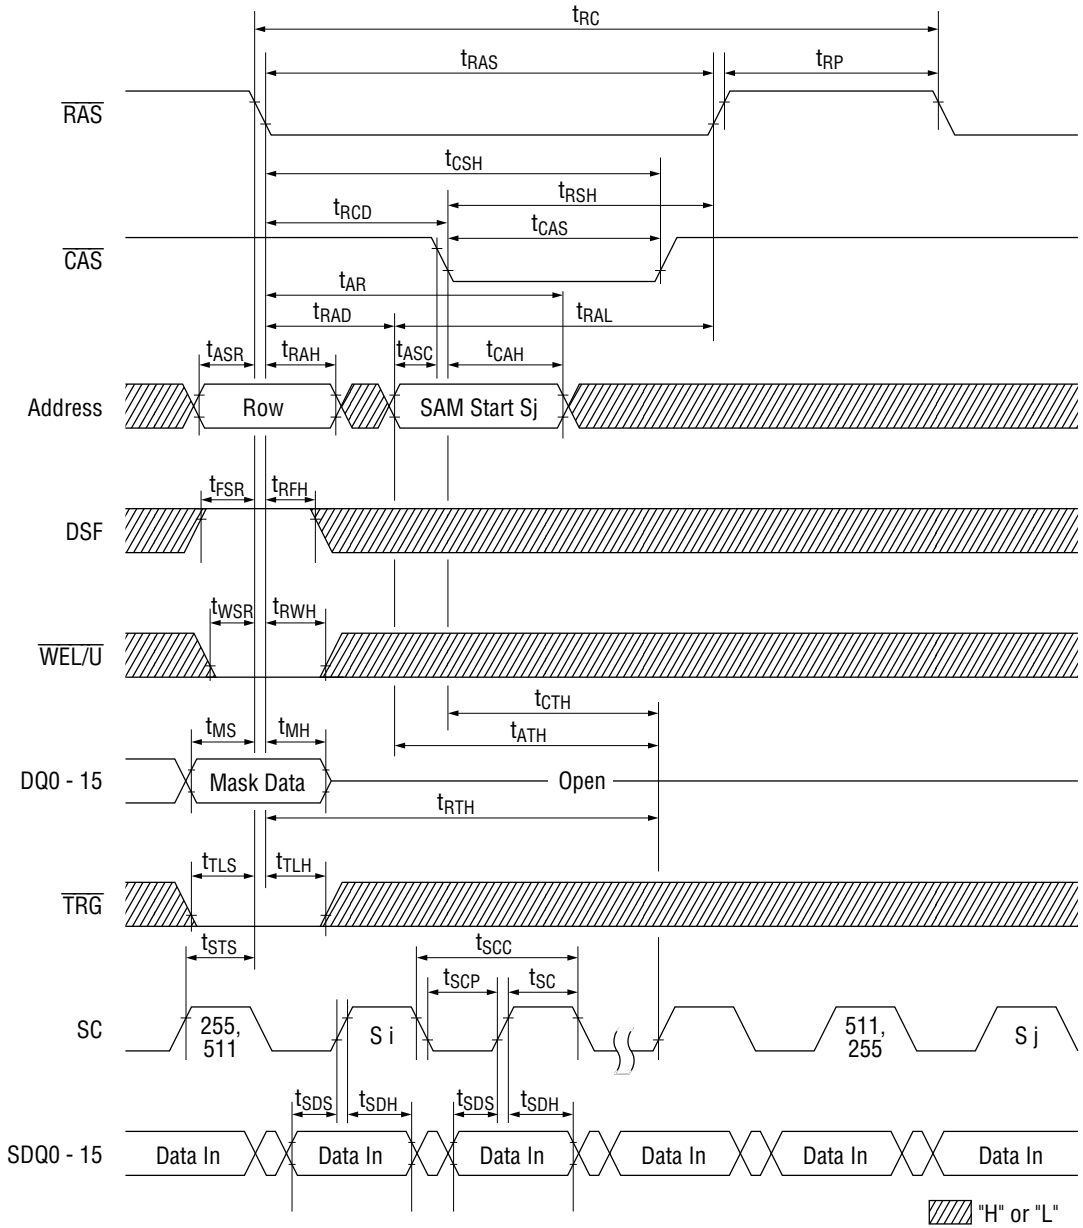 tRC
tRAS
tRP
RAS
tCSH
tRSH
tRCD
tCAS
CAS
tAR
tRAD
tRAL
tASR
tRAH
tASC
tCAH
Address
Row
SAM Start Sj
tFSR
tRFH
DSF
tWSR
tRWH
WEL/U
tCTH
tMS
tMH
tATH
DQ0 - 15
Mask Data
Open
tRTH
tTLS
tTLH
TRG
tSTS
tSCC
tSCP
tSC
SC
255,
511
S i
511,
255
S j
tSDS
tSDH
tSDS
tSDH
SDQ0 - 15
Data In
Data In
Data In
Data In
Data In
Data In
"H" or "L"